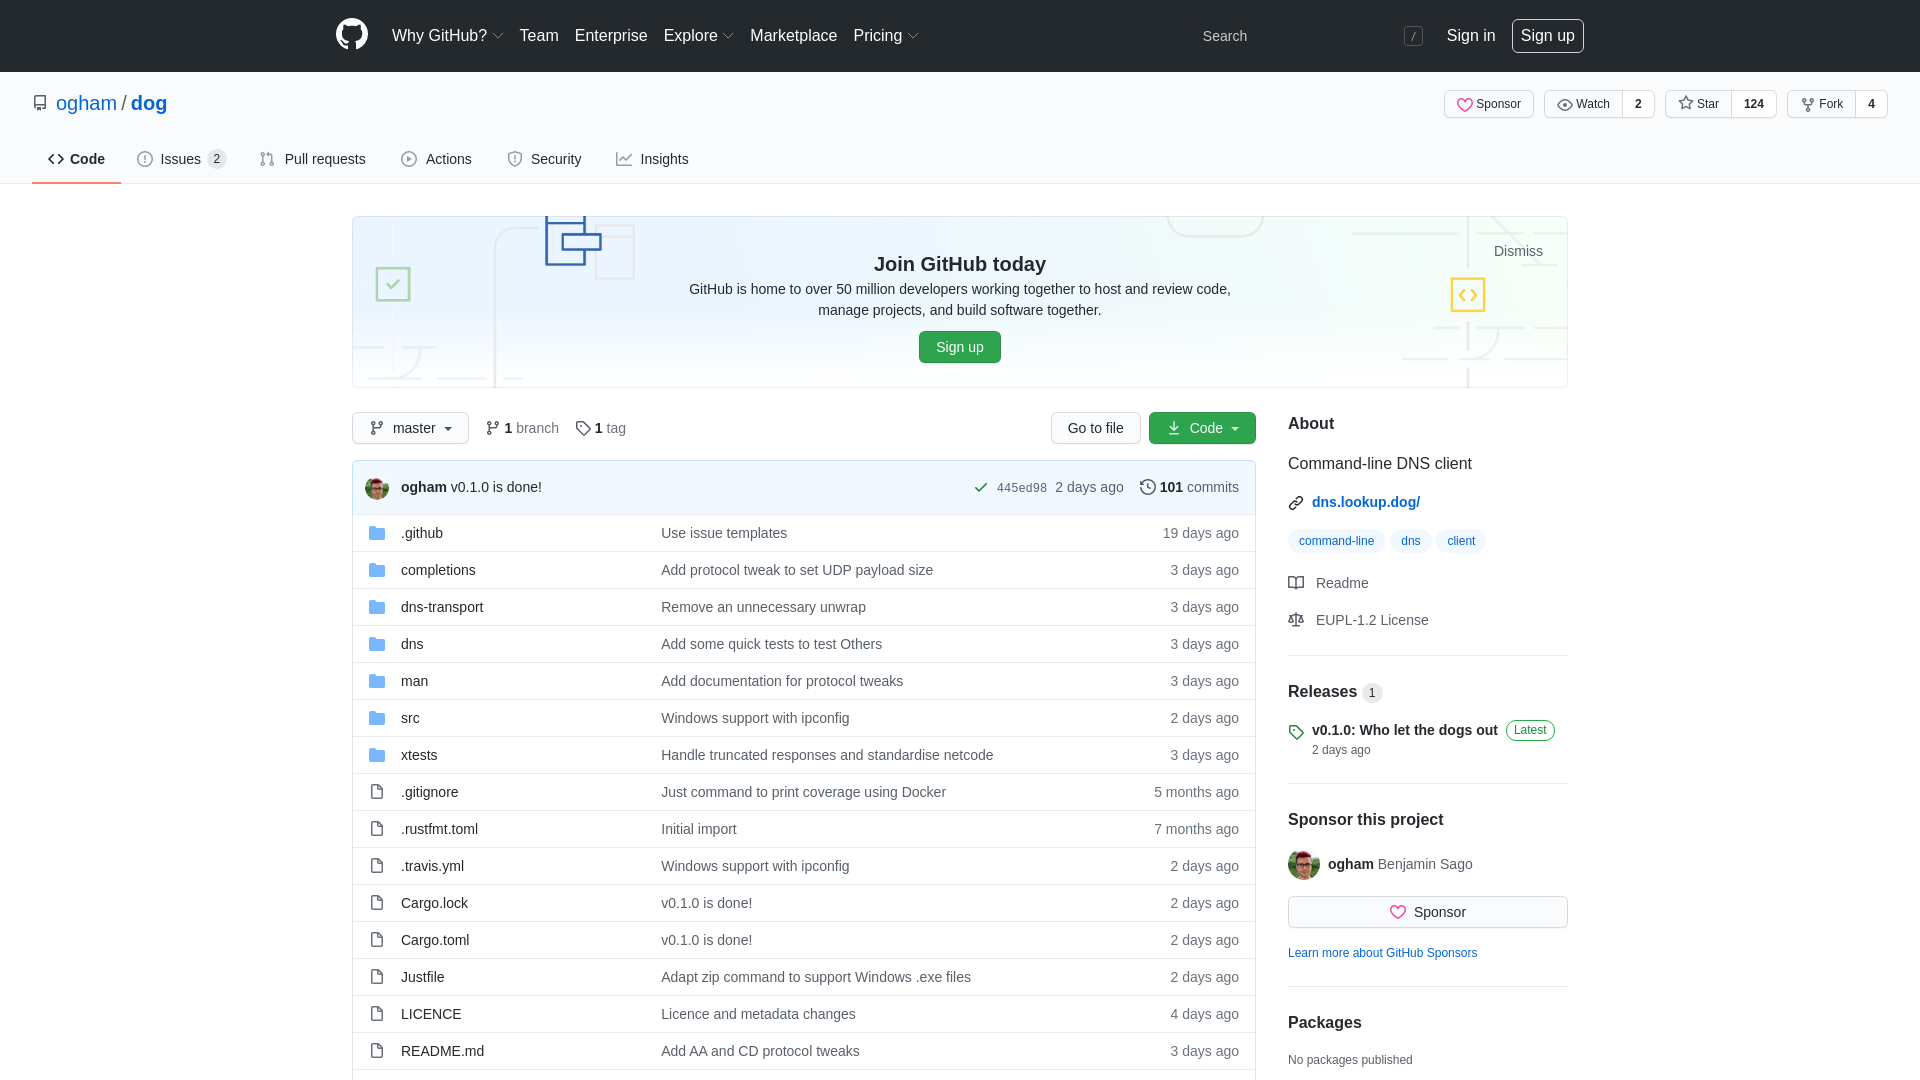 Why GitHub? Team Enterprise Explore Marketplace Pricing Search / Sign in Sign up
ogham / dog Sponsor Watch 2 Star 124 Fork 4
Code Issues 2 Pull requests Actions Security Insights
Dismiss
Join GitHub today
GitHub is home to over 50 million developers working together to host and review code,
manage projects, and build software together.
Sign up
master 1 branch 1 tag Go to file Code
ogham v0.1.0 is done! 445ed98 2 days ago 101 commits
.github Use issue templates 19 days ago
completions Add protocol tweak to set UDP payload size 3 days ago
dns-transport Remove an unnecessary unwrap 3 days ago
dns Add some quick tests to test Others 3 days ago
man Add documentation for protocol tweaks 3 days ago
src Windows support with ipconfig 2 days ago
xtests Handle truncated responses and standardise netcode 3 days ago
.gitignore Just command to print coverage using Docker 5 months ago
.rustfmt.toml Initial import 7 months ago
.travis.yml Windows support with ipconfig 2 days ago
Cargo.lock v0.1.0 is done! 2 days ago
Cargo.toml v0.1.0 is done! 2 days ago
Justfile Adapt zip command to support Windows .exe files 2 days ago
LICENCE Licence and metadata changes 4 days ago
README.md Add AA and CD protocol tweaks 3 days ago
About
Command-line DNS client
dns.lookup.dog/
command-line dns client
Readme
EUPL-1.2 License
Releases 1
v0.1.0: Who let the dogs out Latest
2 days ago
Sponsor this project
ogham Benjamin Sago
Sponsor
Learn more about GitHub Sponsors
Packages
No packages published